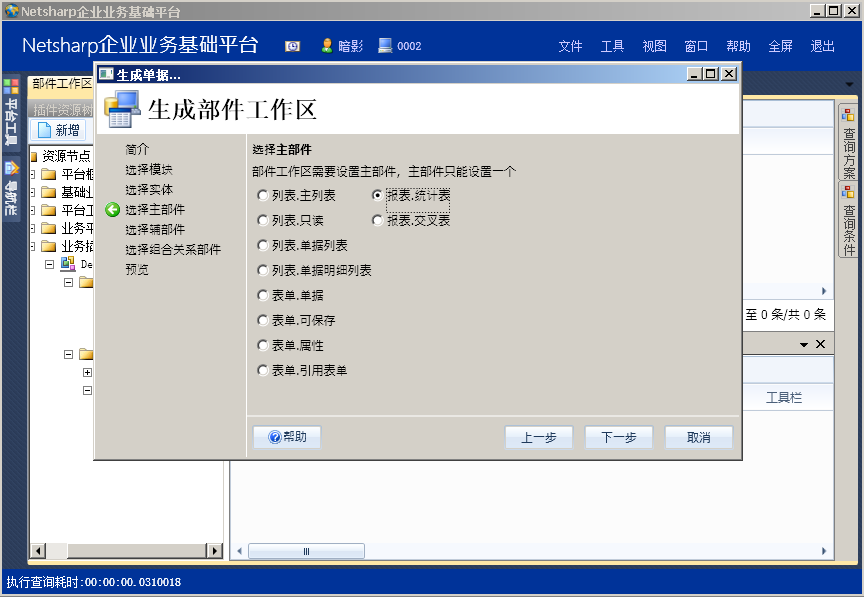 Netsharp企业业务基础平台
Netsharp企业业务基础平台
暗影
0002
文件
工具
视图
窗口
帮助
全屏
退出
平台工具
导航栏
部件工作区
插件资源树
新增
资源节点
平台框
基础业
平台工
业务平
业务插
De
生成单据...
生成部件工作区
简介
选择模块
选择实体
选择主部件
选择辅部件
选择组合关系部件
预览
选择主部件
部件工作区需要设置主部件，主部件只能设置一个
列表.主列表
报表.统计表
列表.只读
报表.交叉表
列表.单据列表
列表.单据明细列表
表单.单据
表单.可保存
表单.属性
表单.引用表单
帮助
上一步
下一步
取消
至 0 条/共 0 条
工具栏
查询方案
查询条件
执行查询耗时:00:00:00.0310018